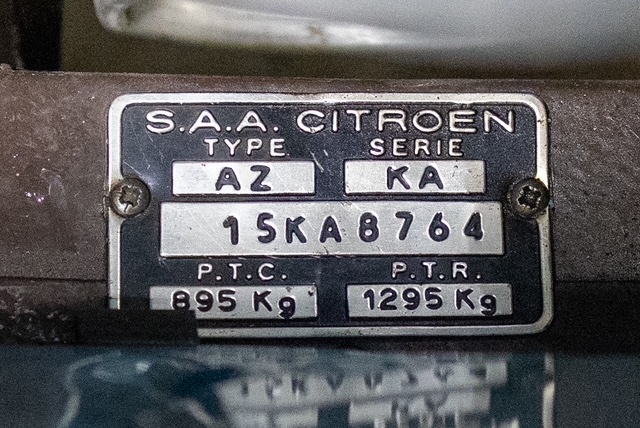 S.A.A. CITROEN
TYPE SERIE
AZ KA
15KA8764
P.T.C. P.T.R.
895 Kg 1295 Kg